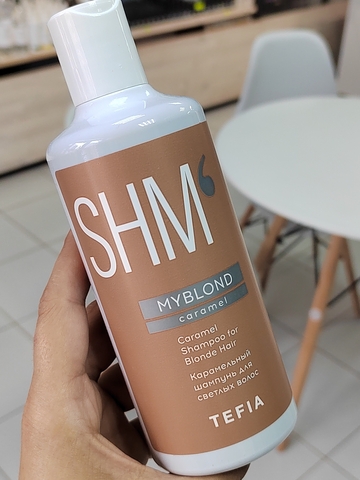 SHM
MYBLOND
caramel
Caramel
Shampoo for
Blonde Hair
Карамельный
шампунь для
светлых волос
TEFIA